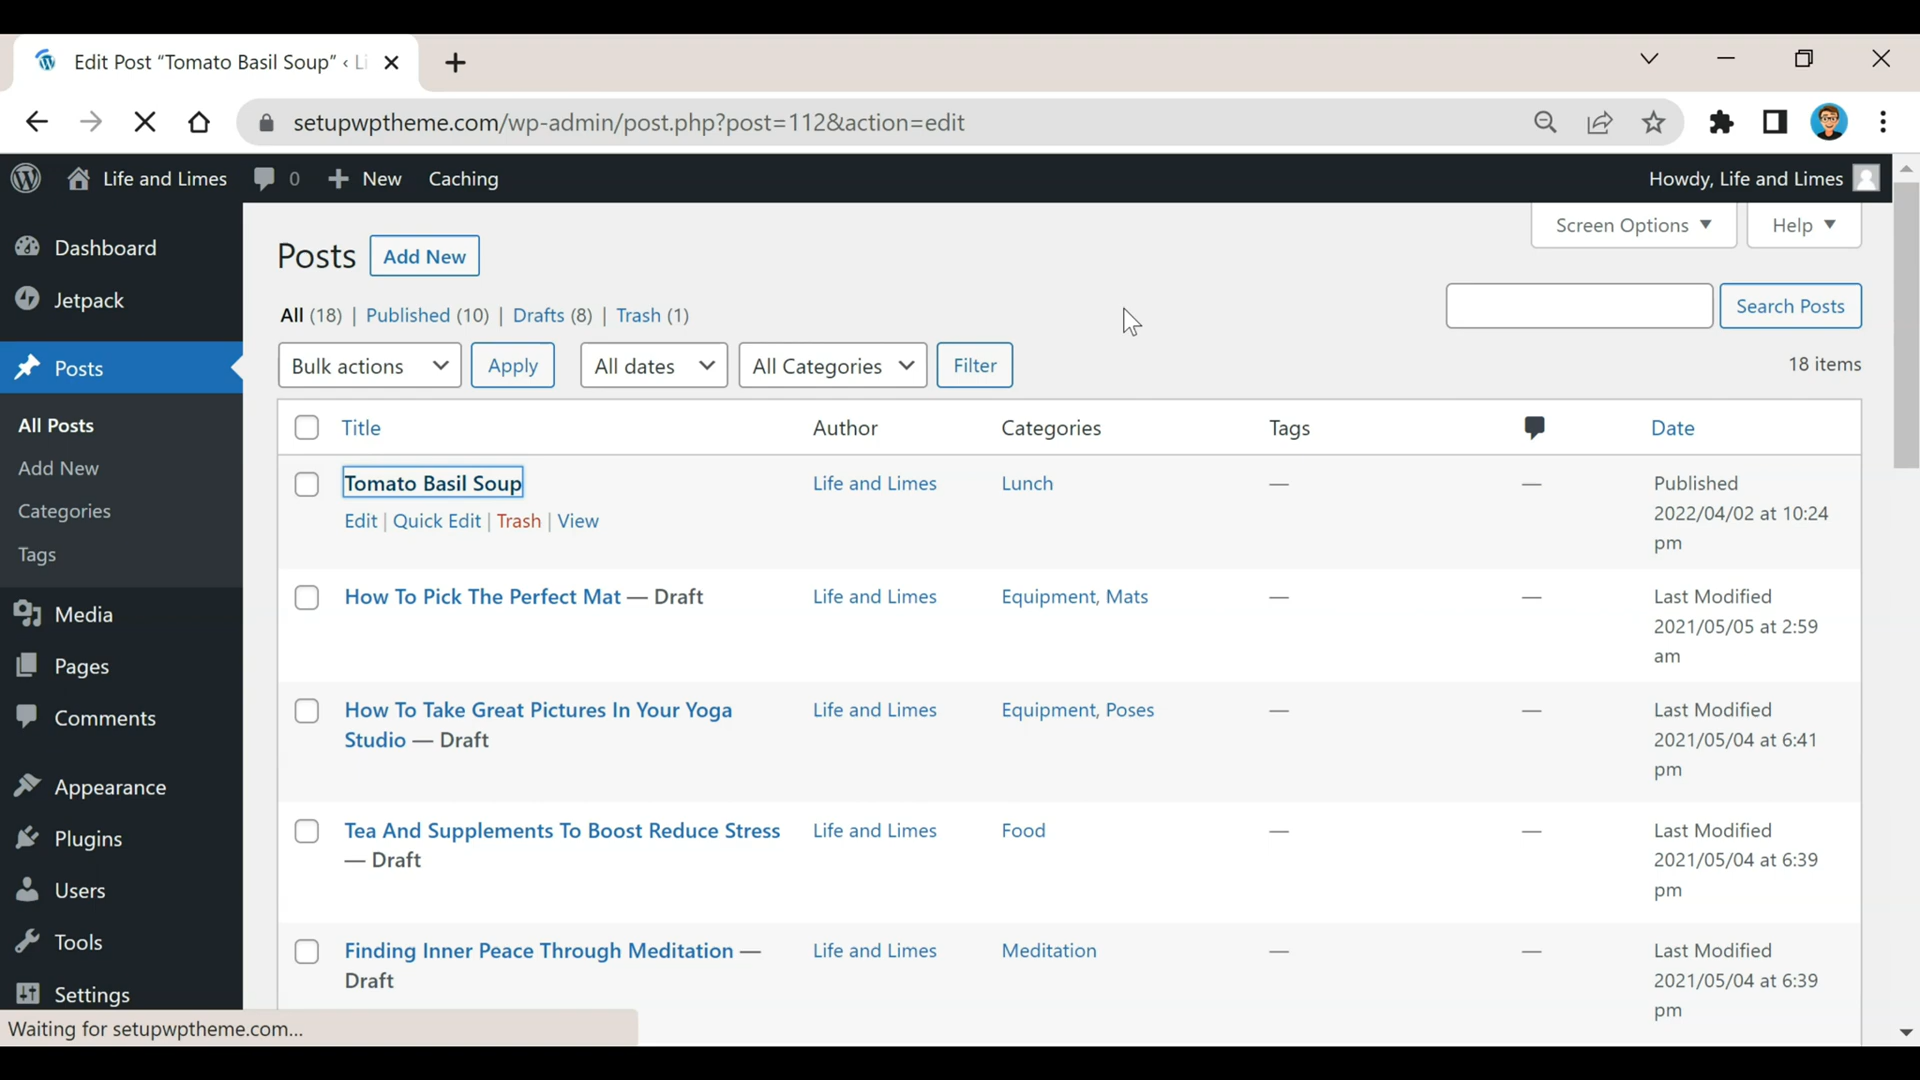 Edit Post “Tomato Basil Soup” ‹ Li
setupwptheme.com/wp-admin/post.php?post=112&action=edit
Life and Limes 0 New Caching Howdy, Life and Limes
Screen Options Help
Dashboard
Jetpack
Posts
All Posts
Add New
Categories
Tags
Media
Pages
Comments
Appearance
Plugins
Users
Tools
Settings
Posts Add New
All (18) | Published (10) | Drafts (8) | Trash (1)
Search Posts
Bulk actions Apply All dates All Categories Filter
18 items
Title Author Categories Tags Date
Tomato Basil Soup Life and Limes Lunch — — Published
2022/04/02 at 10:24
pm
Edit | Quick Edit | Trash | View
How To Pick The Perfect Mat — Draft Life and Limes Equipment, Mats — — Last Modified
2021/05/05 at 2:59
am
How To Take Great Pictures In Your Yoga Life and Limes Equipment, Poses — — Last Modified
Studio — Draft 2021/05/04 at 6:41
pm
Tea And Supplements To Boost Reduce Stress Life and Limes Food — — Last Modified
— Draft 2021/05/04 at 6:39
pm
Finding Inner Peace Through Meditation — Life and Limes Meditation — — Last Modified
Draft 2021/05/04 at 6:39
pm
Waiting for setupwptheme.com...